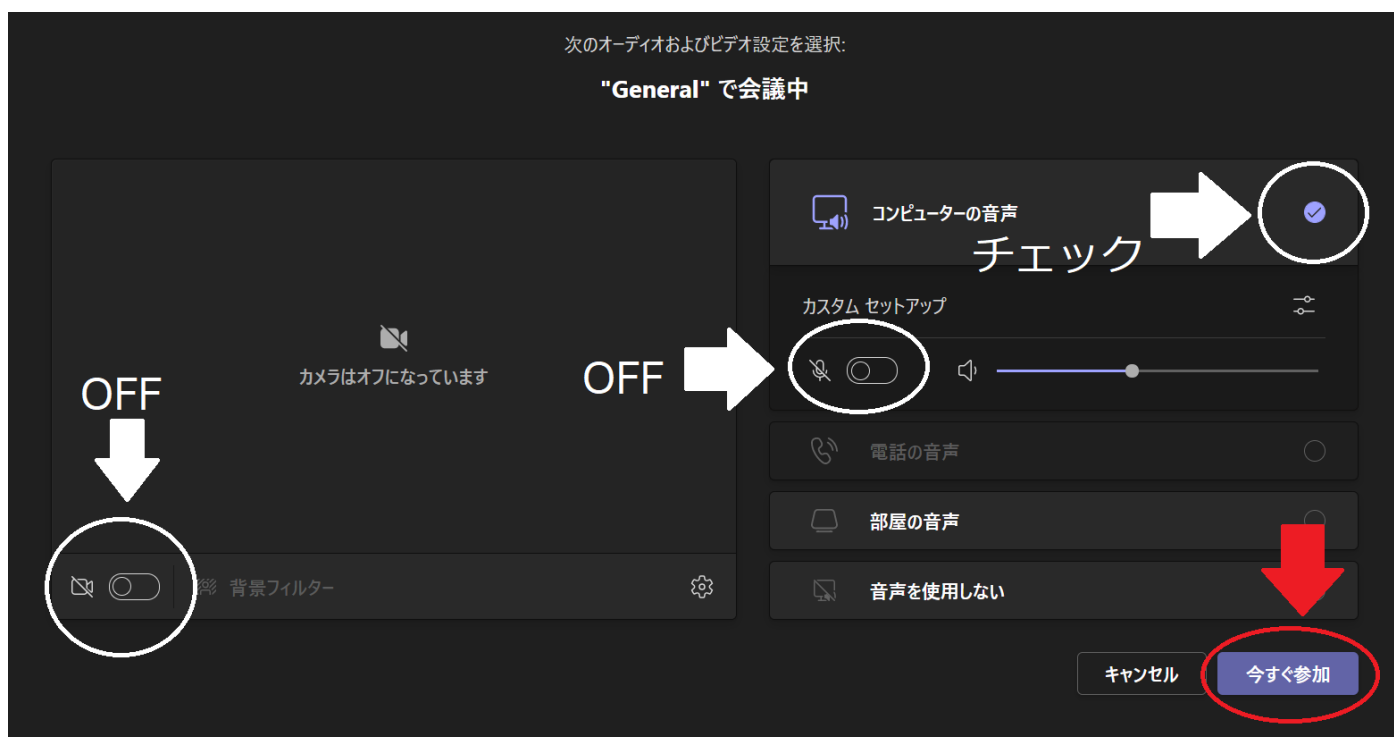 次のオーディオおよびビデオ設定を選択:
"General" で会議中
コンピューターの音声
チェック
カスタム セットアップ
カメラはオフになっています
OFF
OFF
電話の音声
部屋の音声
背景フィルター
音声を使用しない
キャンセル
今すぐ参加